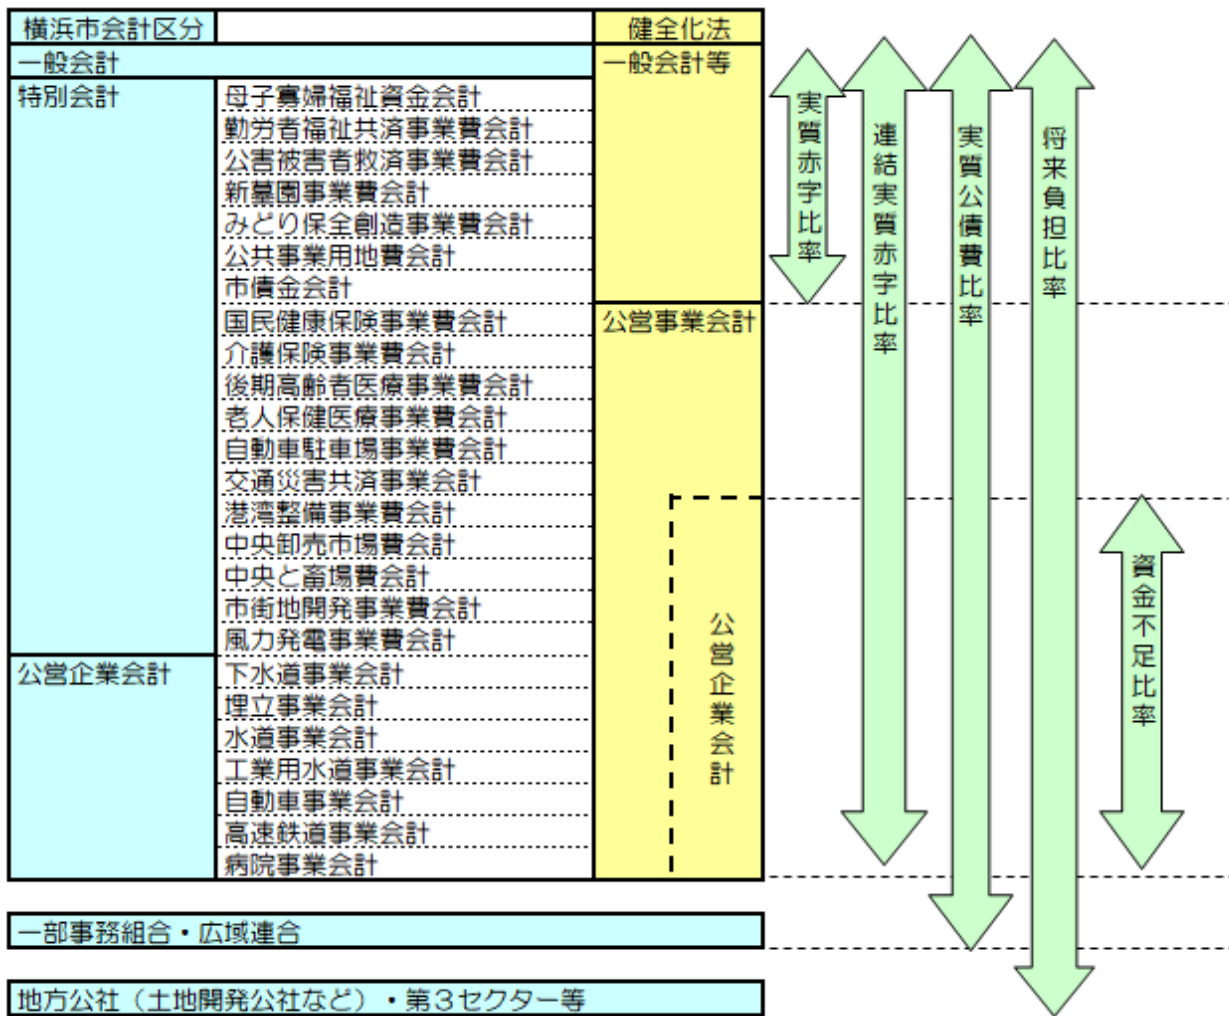 横浜市会計区分
健全化法
一般会計
一般会計等
特別会計
母子寡婦福祉資金会計
勤労者福祉共済事業費会計
公害被害者救済事業費会計
新墓園事業費会計
みどり保全創造事業費会計
公共事業用地費会計
市債金会計
国民健康保険事業費会計
公営事業会計
介護保険事業費会計
後期高齢者医療事業費会計
老人保健医療事業費会計
自動車駐車場事業費会計
交通災害共済事業会計
港湾整備事業費会計
中央卸売市場費会計
中央と畜場費会計
市街地開発事業費会計
風力発電事業費会計
公営企業会計
公営企業会計
下水道事業会計
埋立事業会計
水道事業会計
工業用水道事業会計
自動車事業会計
高速鉄道事業会計
病院事業会計
一部事務組合・広域連合
地方公社（土地開発公社など）・第３セクター等
実質赤字比率
連結実質赤字比率
実質公債費比率
将来負担比率
資金不足比率